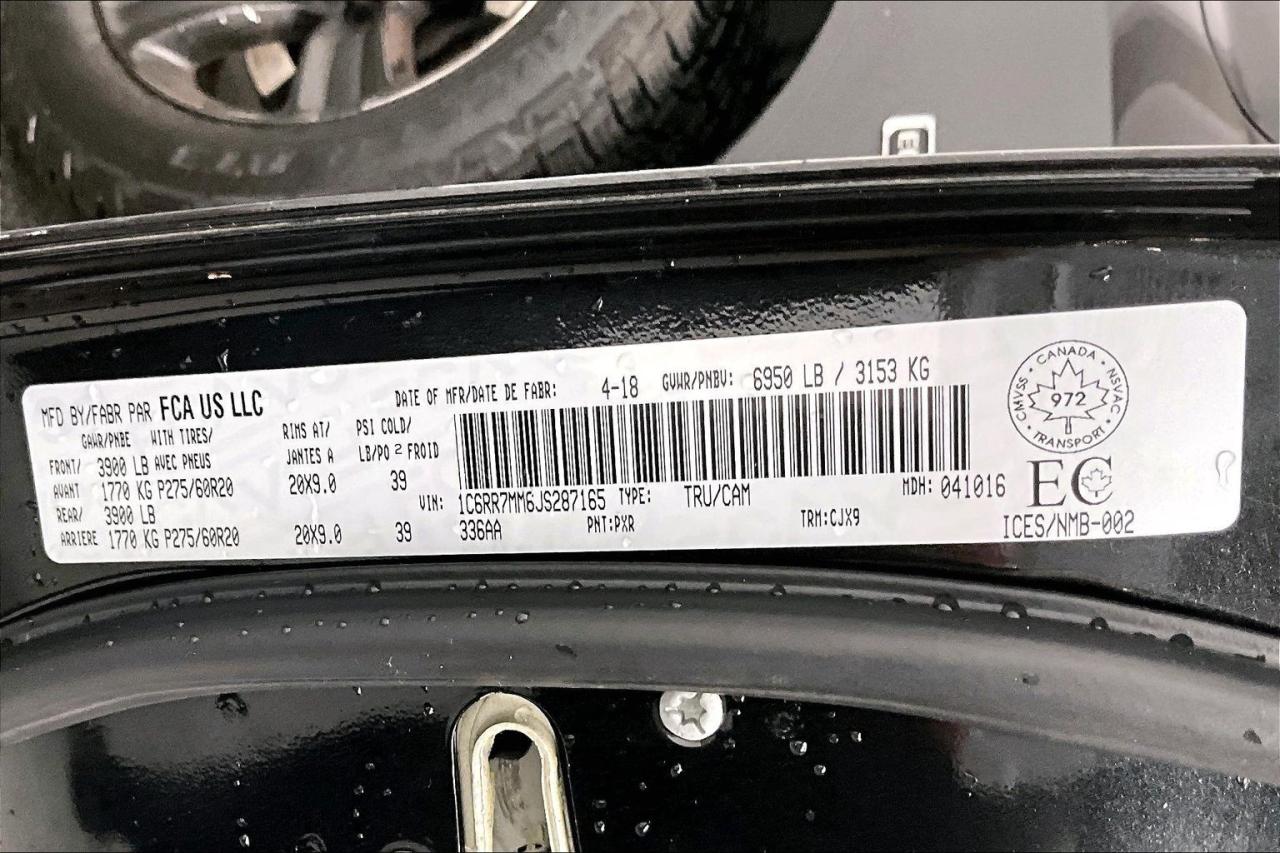 MFD BY/FABR PAR FCA US LLC DATE OF MFR/DATE DE FABR: 4-18 GVWR/PNBV: 6950 LB / 3153 KG
GAWR/PNBE WITH TIRES/ RIMS AT/ PSI COLD/
FRONT/ 3900 LB AVEC PNEUS JANTES A LB/PO² FROID
AVANT 1770 KG P275/60R20 20X9.0 39
REAR/ 3900 LB
ARRIERE 1770 KG P275/60R20 20X9.0 39
VIN: 1C6RR7MM6JS287165 TYPE: TRU/CAM MDH: 041016
336AA PNT:PXR TRM:CJX9
CANADA
CMVSS 972 NSVAC
TRANSPORT
EC
ICES/NMB-002